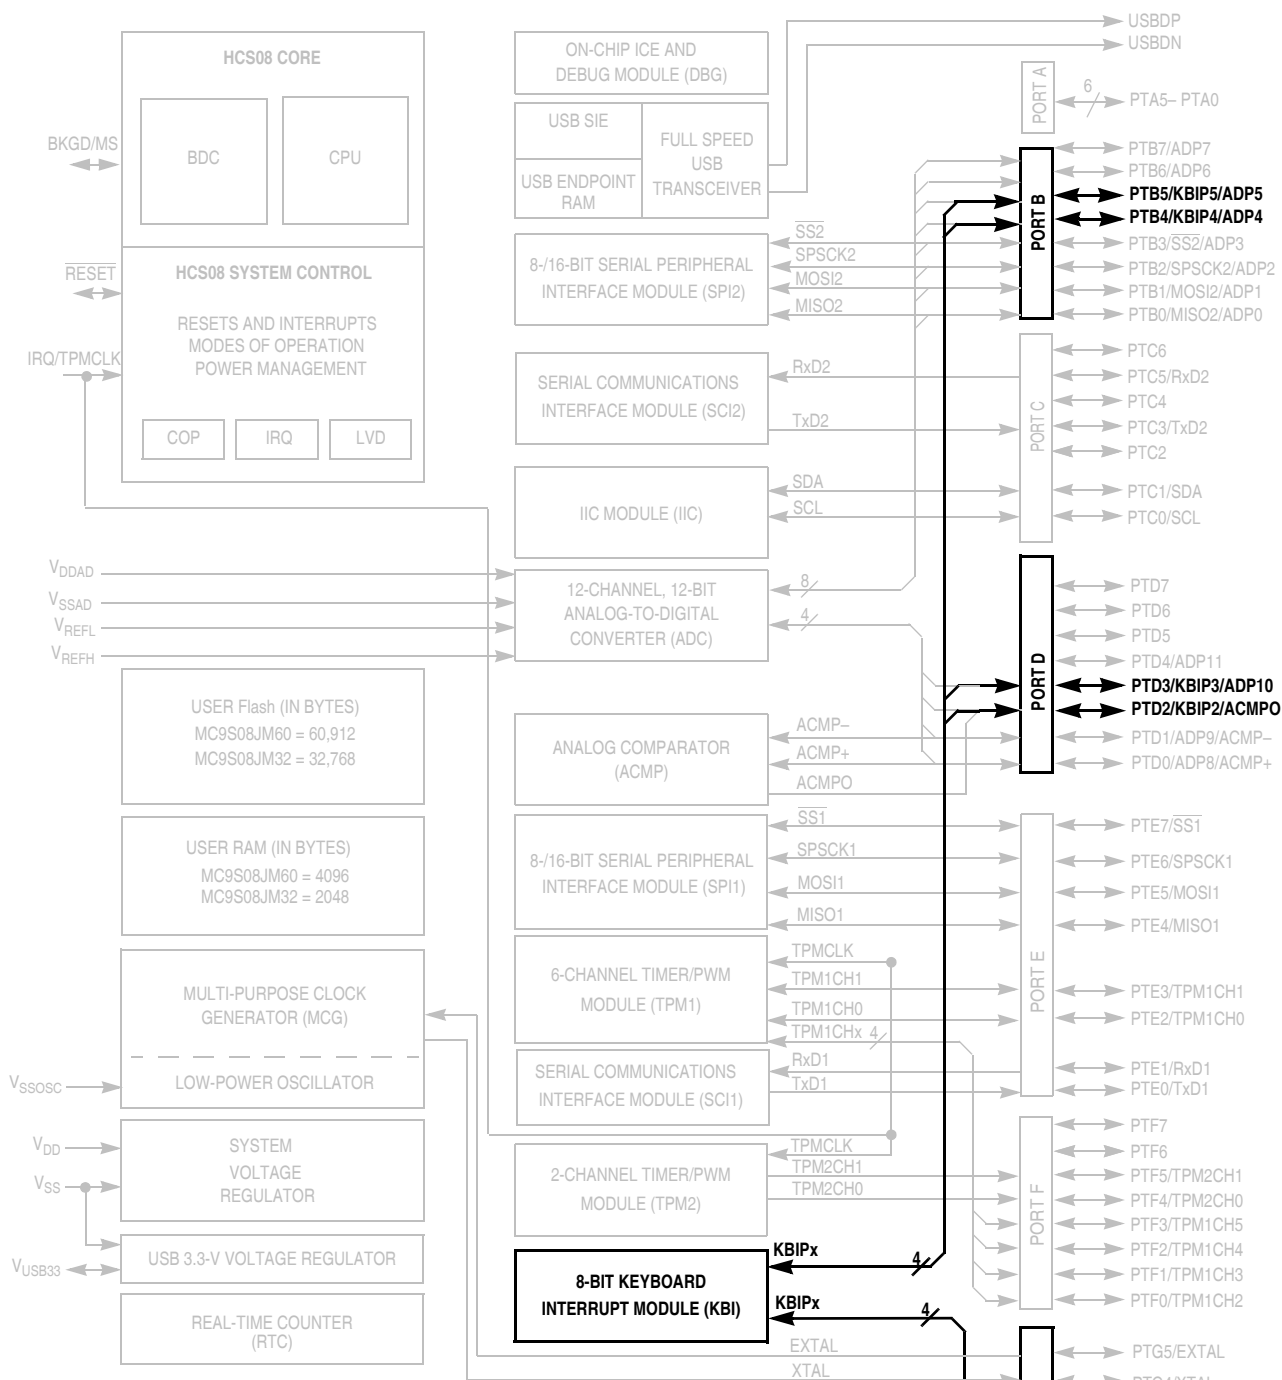 HCS08 CORE
BDC
CPU
BKGD/MS
HCS08 SYSTEM CONTROL
RESET
RESETS AND INTERRUPTS
MODES OF OPERATION
POWER MANAGEMENT
IRQ/TPMCLK
COP
IRQ
LVD
VDDAD
VSSAD
VREFL
VREFH
USER Flash (IN BYTES)
MC9S08JM60 = 60,912
MC9S08JM32 = 32,768
USER RAM (IN BYTES)
MC9S08JM60 = 4096
MC9S08JM32 = 2048
MULTI-PURPOSE CLOCK
GENERATOR (MCG)
LOW-POWER OSCILLATOR
VSSOSC
VDD
VSS
SYSTEM
VOLTAGE
REGULATOR
USB 3.3-V VOLTAGE REGULATOR
VUSB33
REAL-TIME COUNTER
(RTC)
ON-CHIP ICE AND
DEBUG MODULE (DBG)
USB SIE
USB ENDPOINT
RAM
FULL SPEED
USB
TRANSCEIVER
8-/16-BIT SERIAL PERIPHERAL
INTERFACE MODULE (SPI2)
SS2
SPSCK2
MOSI2
MISO2
SERIAL COMMUNICATIONS
INTERFACE MODULE (SCI2)
RxD2
TxD2
IIC MODULE (IIC)
SDA
SCL
12-CHANNEL, 12-BIT
ANALOG-TO-DIGITAL
CONVERTER (ADC)
8
4
ANALOG COMPARATOR
(ACMP)
ACMP–
ACMP+
ACMPO
8-/16-BIT SERIAL PERIPHERAL
INTERFACE MODULE (SPI1)
SS1
SPSCK1
MOSI1
MISO1
6-CHANNEL TIMER/PWM
MODULE (TPM1)
TPMCLK
TPM1CH1
TPM1CH0
TPM1CHx 4
SERIAL COMMUNICATIONS
INTERFACE MODULE (SCI1)
RxD1
TxD1
2-CHANNEL TIMER/PWM
MODULE (TPM2)
TPMCLK
TPM2CH1
TPM2CH0
8-BIT KEYBOARD
INTERRUPT MODULE (KBI)
KBIPx 4
KBIPx 4
EXTAL
XTAL
USBDP
USBDN
PORT A
6
PTA5– PTA0
PORT B
PTB7/ADP7
PTB6/ADP6
PTB5/KBIP5/ADP5
PTB4/KBIP4/ADP4
PTB3/SS2/ADP3
PTB2/SPSCK2/ADP2
PTB1/MOSI2/ADP1
PTB0/MISO2/ADP0
PORT C
PTC6
PTC5/RxD2
PTC4
PTC3/TxD2
PTC2
PTC1/SDA
PTC0/SCL
PORT D
PTD7
PTD6
PTD5
PTD4/ADP11
PTD3/KBIP3/ADP10
PTD2/KBIP2/ACMPO
PTD1/ADP9/ACMP–
PTD0/ADP8/ACMP+
PORT E
PTE7/SS1
PTE6/SPSCK1
PTE5/MOSI1
PTE4/MISO1
PTE3/TPM1CH1
PTE2/TPM1CH0
PTE1/RxD1
PTE0/TxD1
PORT F
PTF7
PTF6
PTF5/TPM2CH1
PTF4/TPM2CH0
PTF3/TPM1CH5
PTF2/TPM1CH4
PTF1/TPM1CH3
PTF0/TPM1CH2
PTG5/EXTAL